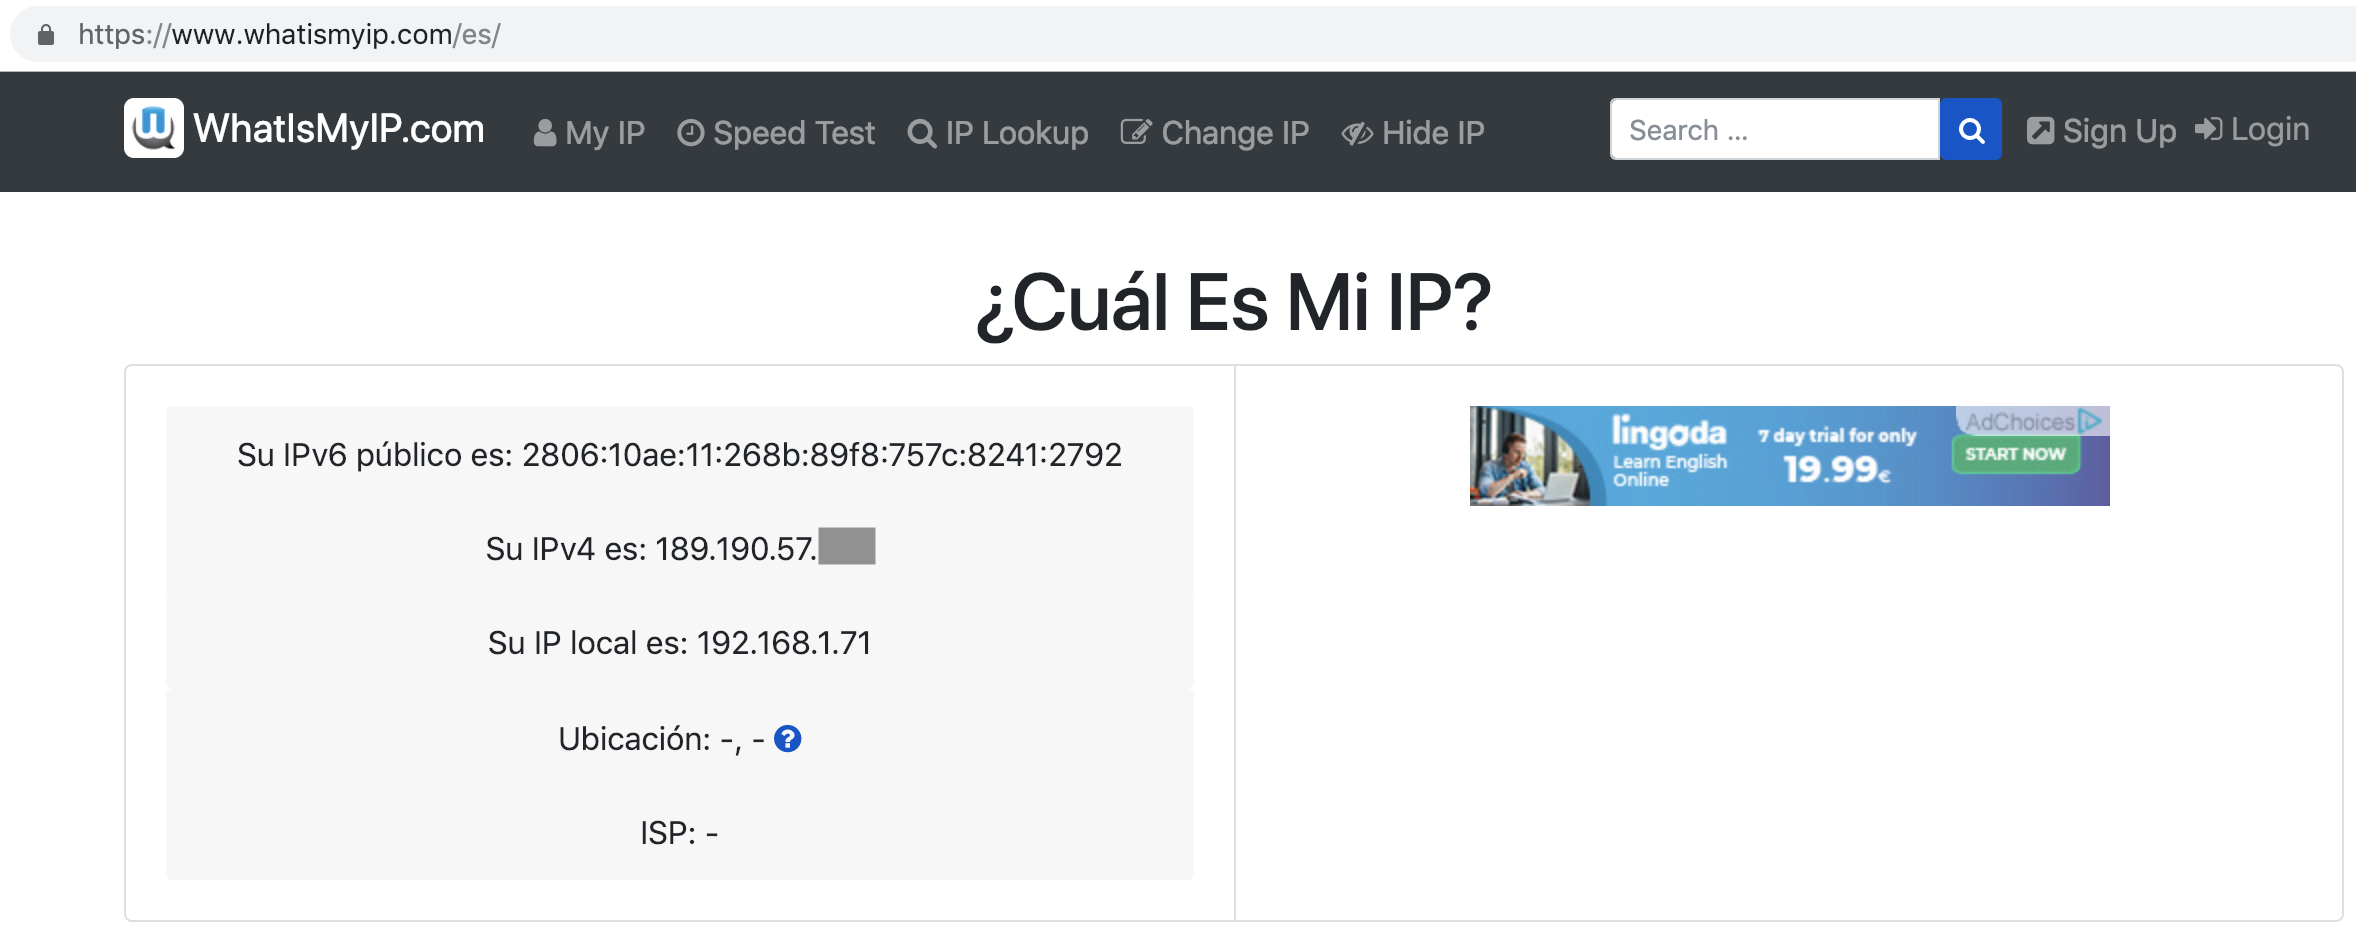 https://www.whatismyip.com/es/
WhatIsMyIP.com My IP Speed Test IP Lookup Change IP Hide IP Search ... Sign Up Login
¿Cuál Es Mi IP?
Su IPv6 público es: 2806:10ae:11:268b:89f8:757c:8241:2792
Su IPv4 es: 189.190.57.
Su IP local es: 192.168.1.71
Ubicación: -, - ?
ISP: -
lingoda
Learn English
Online
7 day trial for only
19.99€
AdChoices
START NOW